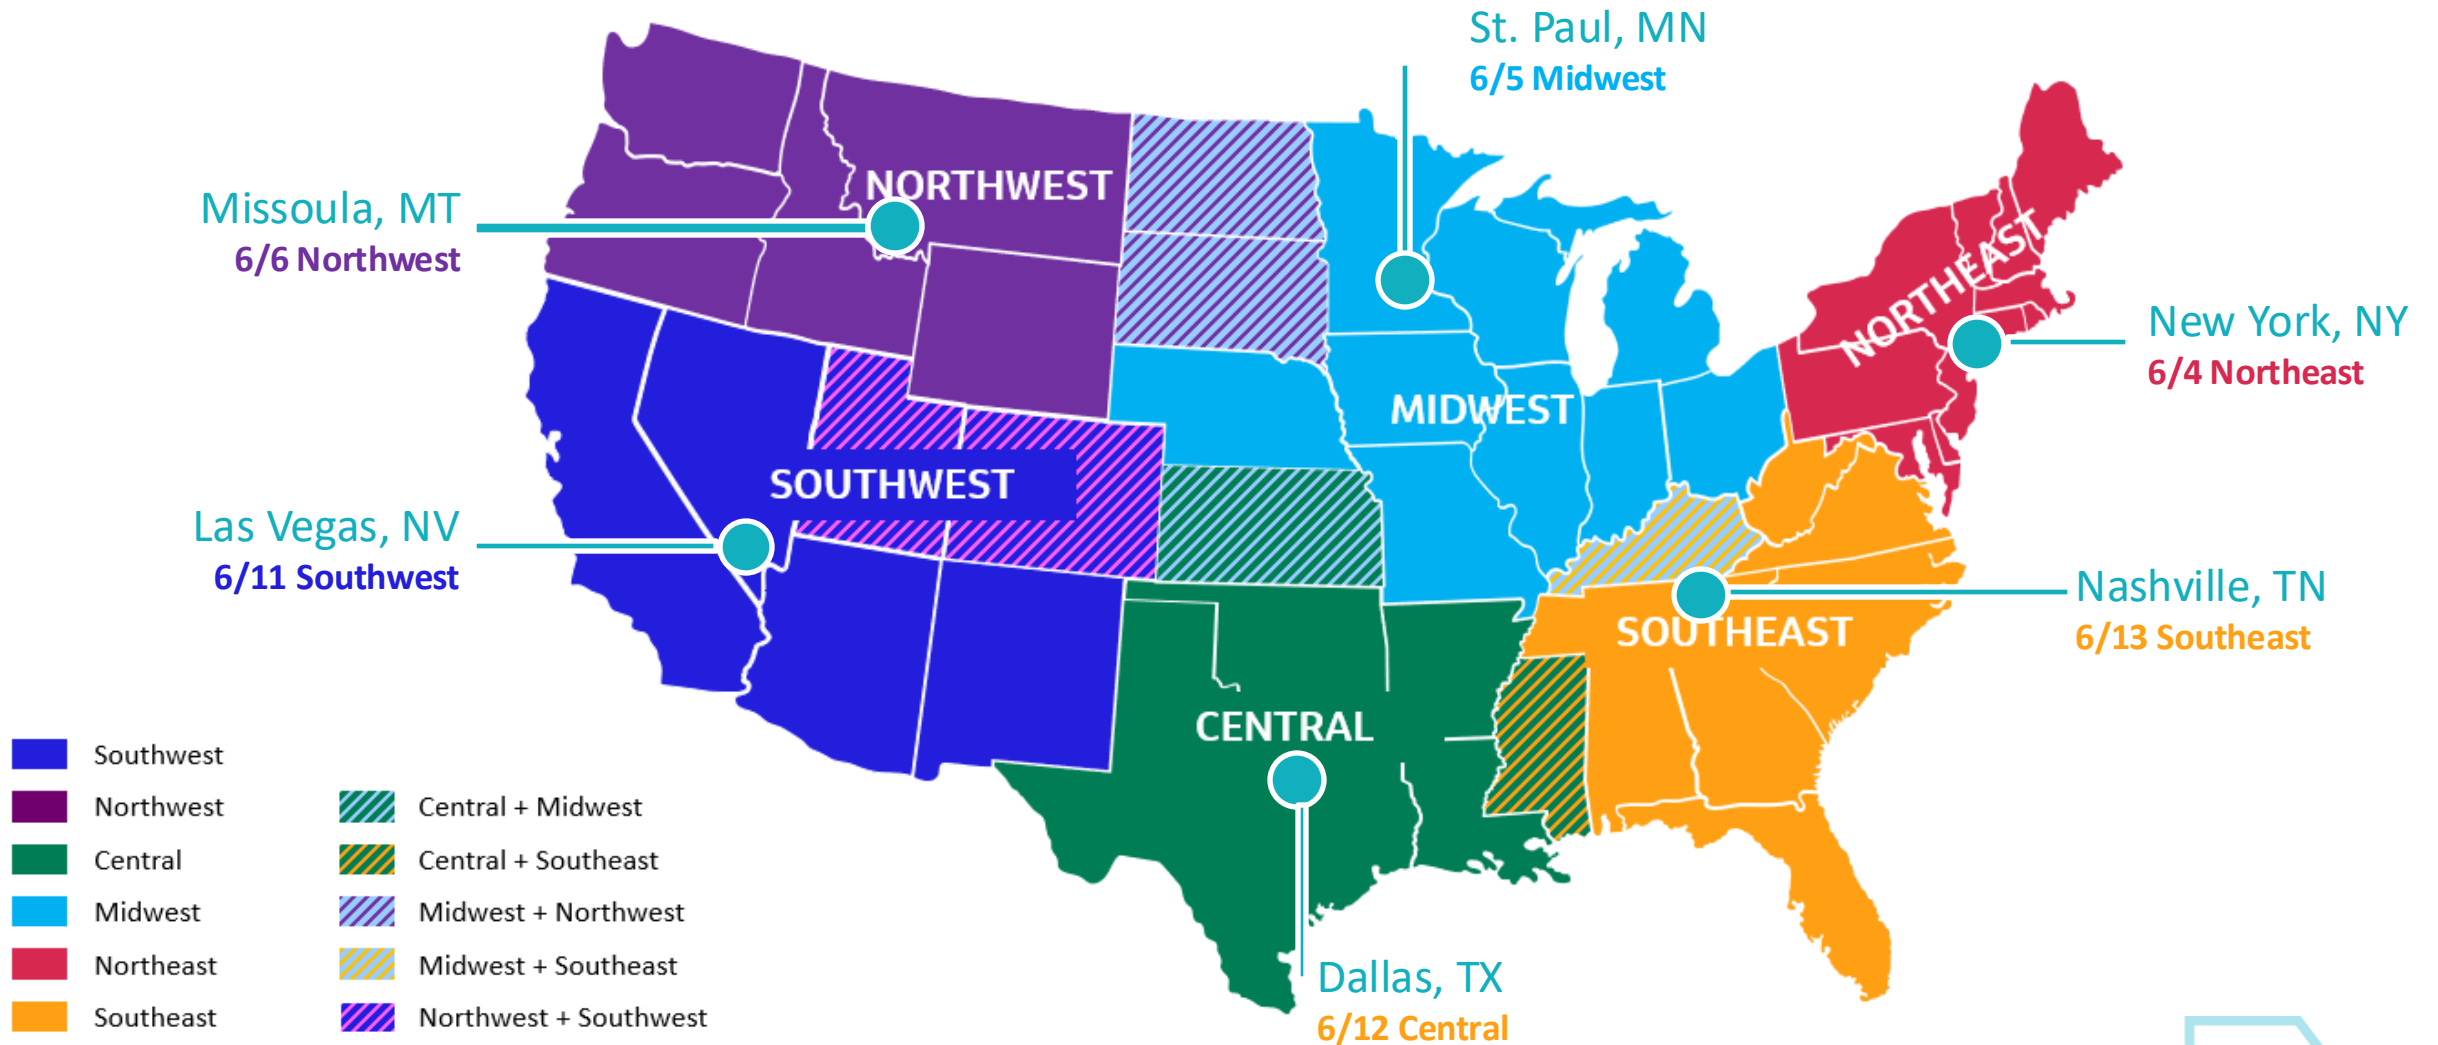 St. Paul, MN
6/5 Midwest
NORTHWEST
Missoula, MT
6/6 Northwest
NORTHEAST
New York, NY
6/4 Northeast
MIDWEST
SOUTHWEST
Las Vegas, NV
6/11 Southwest
Nashville, TN
6/13 Southeast
SOUTHEAST
CENTRAL
Dallas, TX
6/12 Central
Southwest
Northwest
Central
Midwest
Northeast
Southeast
Central + Midwest
Central + Southeast
Midwest + Northwest
Midwest + Southeast
Northwest + Southwest